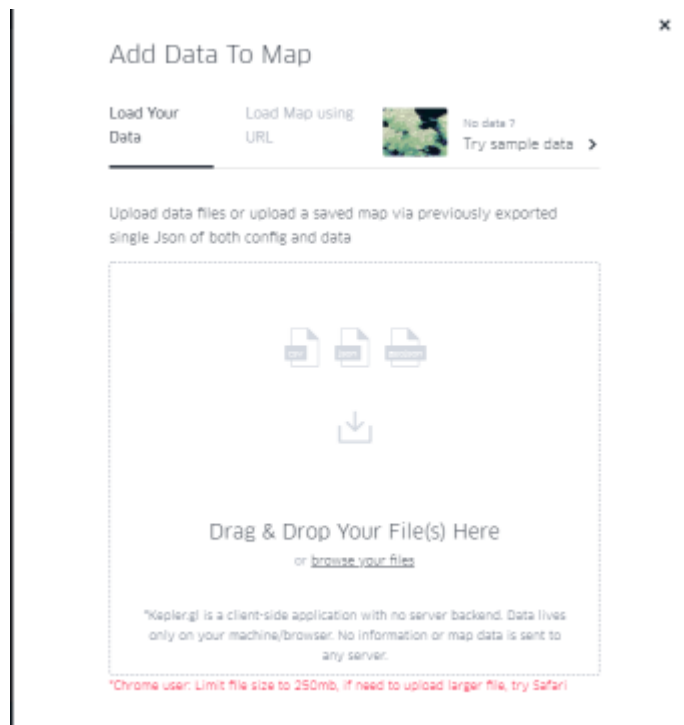 Add Data To Map
Load Your
Data
Load Map using
URL
No data ?
Try sample data
Upload data files or upload a saved map via previously exported
single Json of both config and data
csv
json
geojson
Drag & Drop Your File(s) Here
or browse your files
*Kepler.gl is a client-side application with no server backend. Data lives
only on your machine/browser. No information or map data is sent to
any server.
*Chrome user: Limit file size to 250mb, if need to upload larger file, try Safari